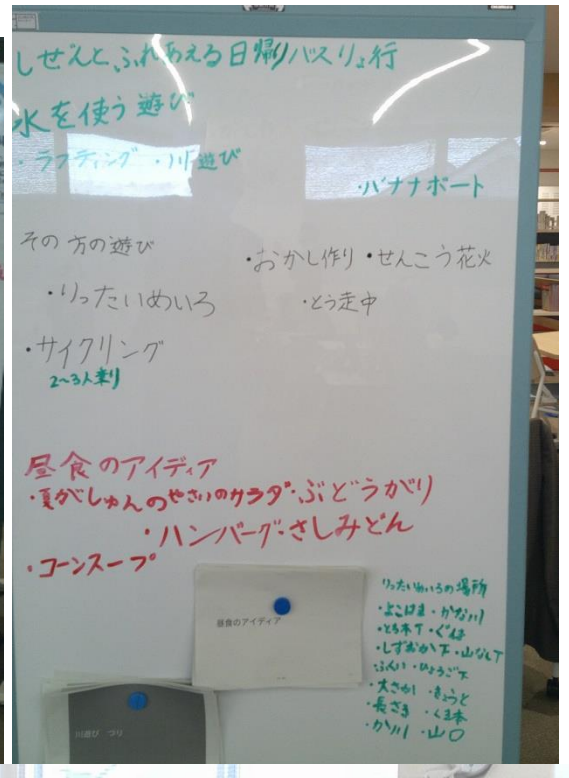 しぜんと、ふれあえる日帰りバスりょ行
水を使う遊び
・ラフティング ・川遊び
・バナナボート
その方の遊び
・おかし作り ・せんこう花火
・りったいめいろ
・とう走中
・サイクリング
2〜3人乗り
昼食のアイディア
・夏がしゅんのやさいのサラダ・ぶどうがり
・ハンバーグ・さしみどん
・コーンスープ
昼食のアイディア
川遊び つり
りったいめいろの場所
・よこはま・かな川
・ぐんま
・しずおか下 ・山なし下
・ふくい ・ひょうご下
・大さか ・きょうと
・長ざき ・くま本
・かが川 ・山口